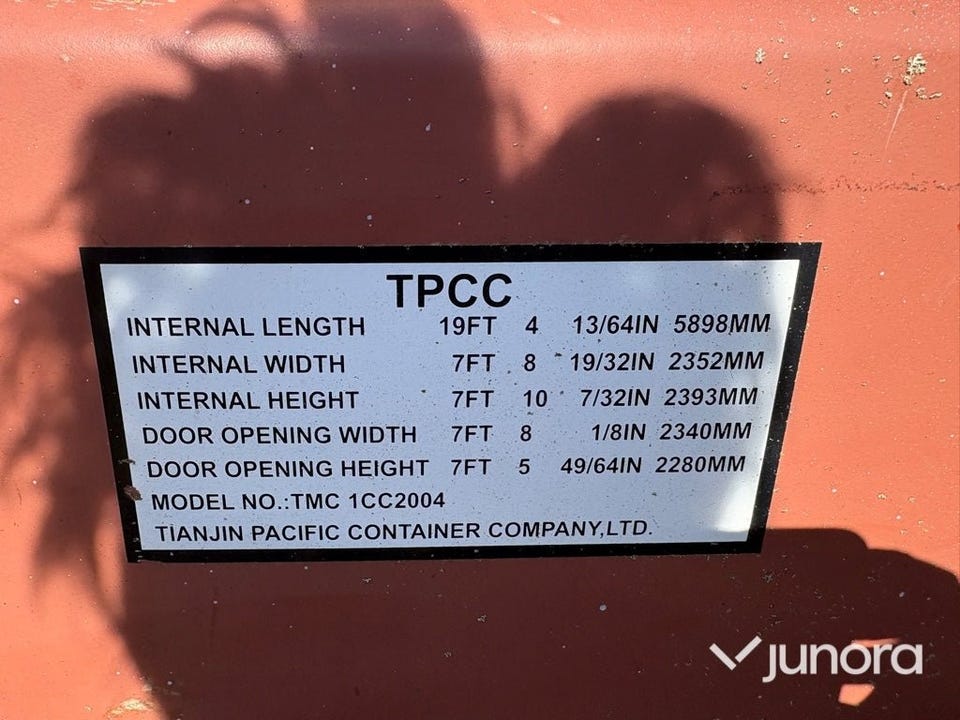 TPCC
INTERNAL LENGTH 19FT 4 13/64IN 5898MM
INTERNAL WIDTH 7FT 8 19/32IN 2352MM
INTERNAL HEIGHT 7FT 10 7/32IN 2393MM
DOOR OPENING WIDTH 7FT 8 1/8IN 2340MM
DOOR OPENING HEIGHT 7FT 5 49/64IN 2280MM
MODEL NO.:TMC 1CC2004
TIANJIN PACIFIC CONTAINER COMPANY,LTD.
junora